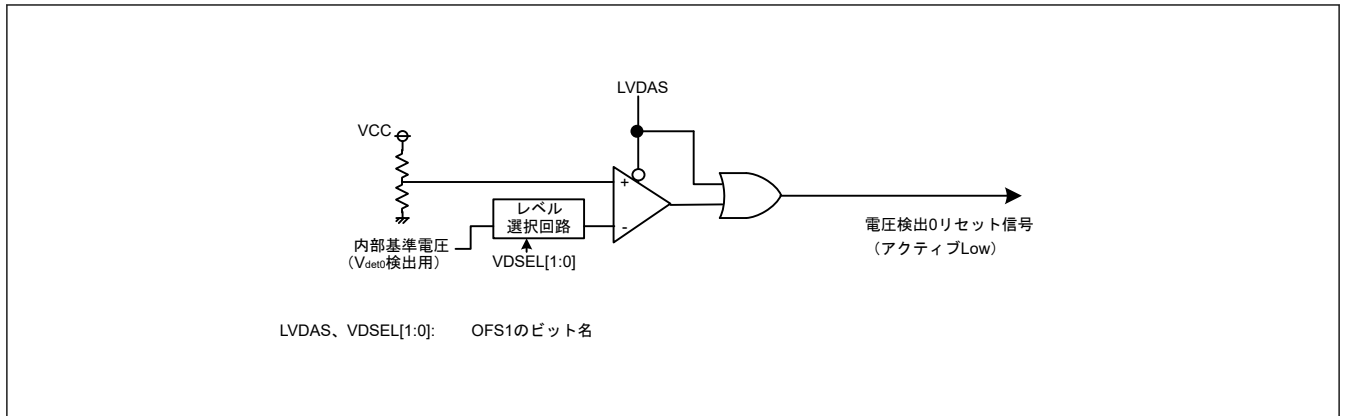 LVDAS
VCC
+
レベル
選択回路
-
内部基準電圧
（Vdet0検出用）
VDSEL[1:0]
電圧検出0リセット信号
（アクティブLow）
LVDAS、VDSEL[1:0]: OFS1のビット名